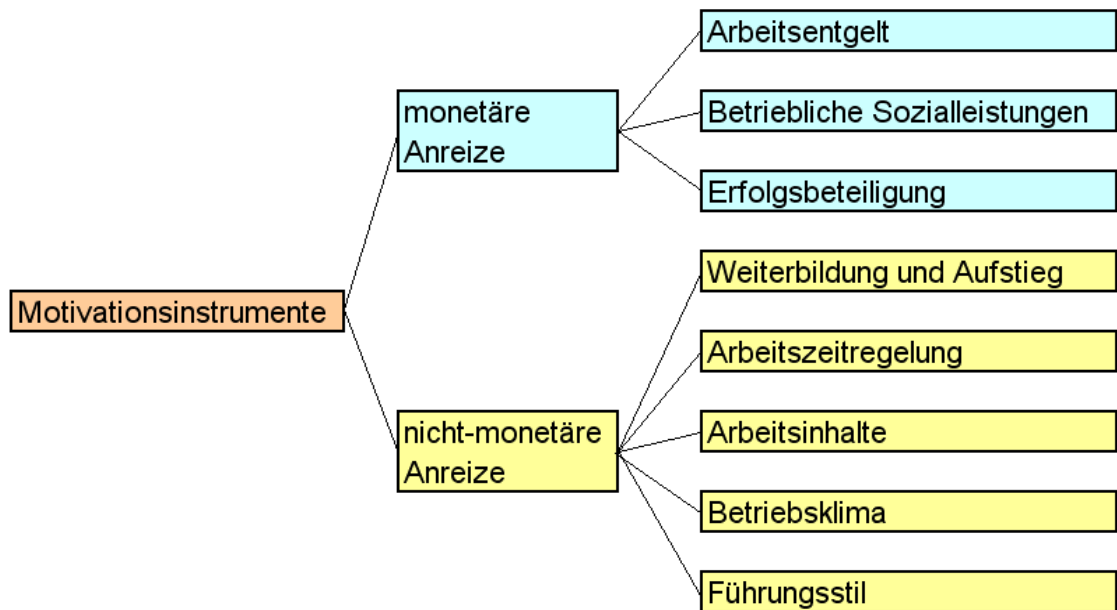 Motivationsinstrumente
monetäre
Anreize
Arbeitsentgelt
Betriebliche Sozialleistungen
Erfolgsbeteiligung
nicht-monetäre
Anreize
Weiterbildung und Aufstieg
Arbeitszeitregelung
Arbeitsinhalte
Betriebsklima
Führungsstil